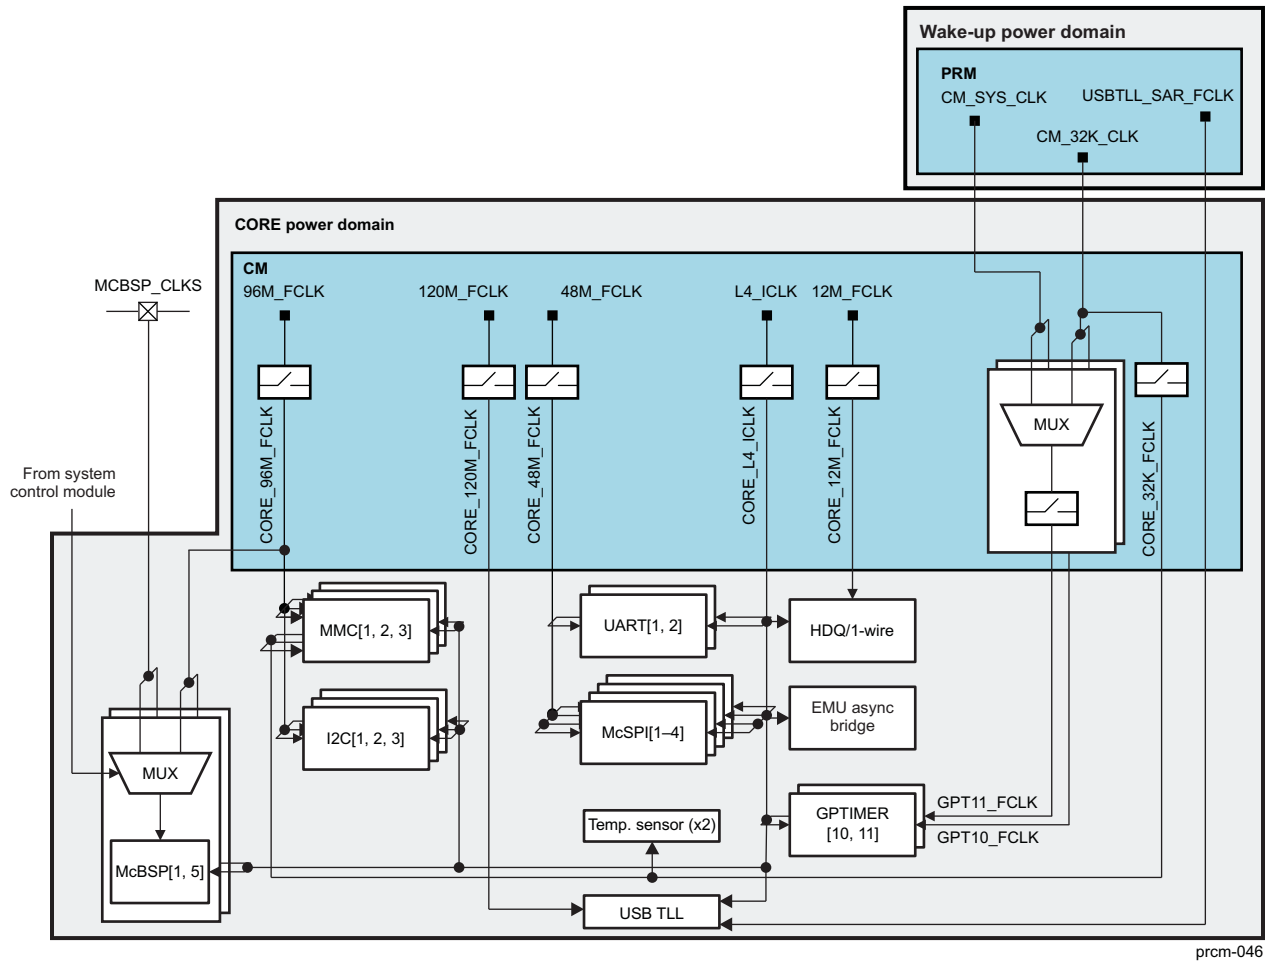 Wake-up power domain
PRM
CM_SYS_CLK
USBTLL_SAR_FCLK
CM_32K_CLK
CORE power domain
CM
MCBSP_CLKS
96M_FCLK
120M_FCLK
48M_FCLK
L4_ICLK
12M_FCLK
CORE_96M_FCLK
CORE_120M_FCLK
CORE_48M_FCLK
CORE_L4_ICLK
CORE_12M_FCLK
MUX
CORE_32K_FCLK
From system
control module
MMC[1, 2, 3]
UART[1, 2]
HDQ/1-wire
I2C[1, 2, 3]
McSPI[1–4]
EMU async
bridge
MUX
GPTIMER
[10, 11]
GPT11_FCLK
GPT10_FCLK
Temp. sensor (x2)
McBSP[1, 5]
USB TLL
prcm-046